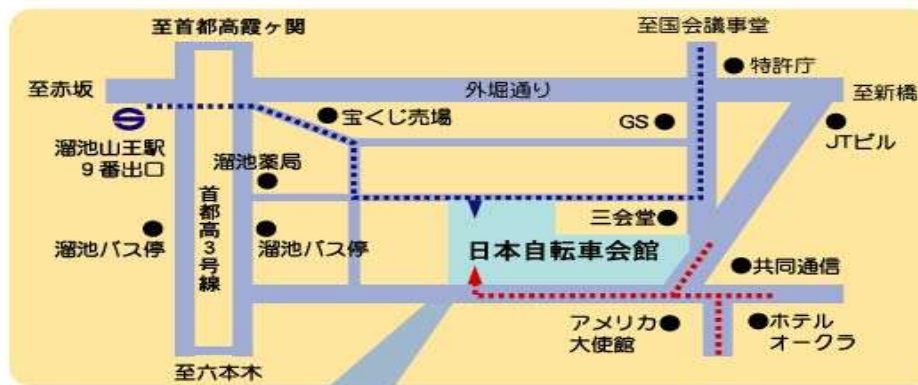 至首都高霞ヶ関
至国会議事堂
特許庁
至赤坂
外堀通り
至新橋
宝くじ売場
GS
JTビル
溜池山王駅
9番出口
溜池薬局
首都高3号線
三会堂
溜池バス停
溜池バス停
日本自転車会館
共同通信
アメリカ
大使館
ホテル
オークラ
至六本木